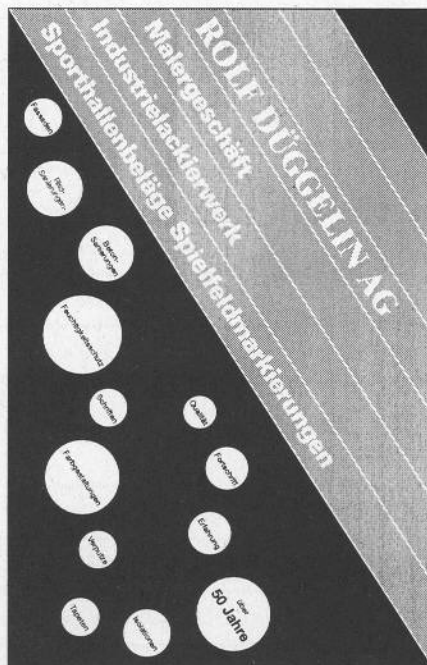 ROLF DÜGGELIN AG
Malergeschäft
Industrielackierwerk
Sporthallenbeläge Spielfeldmarkierungen
Fassaden
Riss-
Sanierungen
Beton-
Sanierungen
Feuchtigkeitsschutz
Schriften
Farbgestaltungen
Verputze
Tapeten
Isolationen
Qualität
Fortschritt
Erfahrung
über
50 Jahre